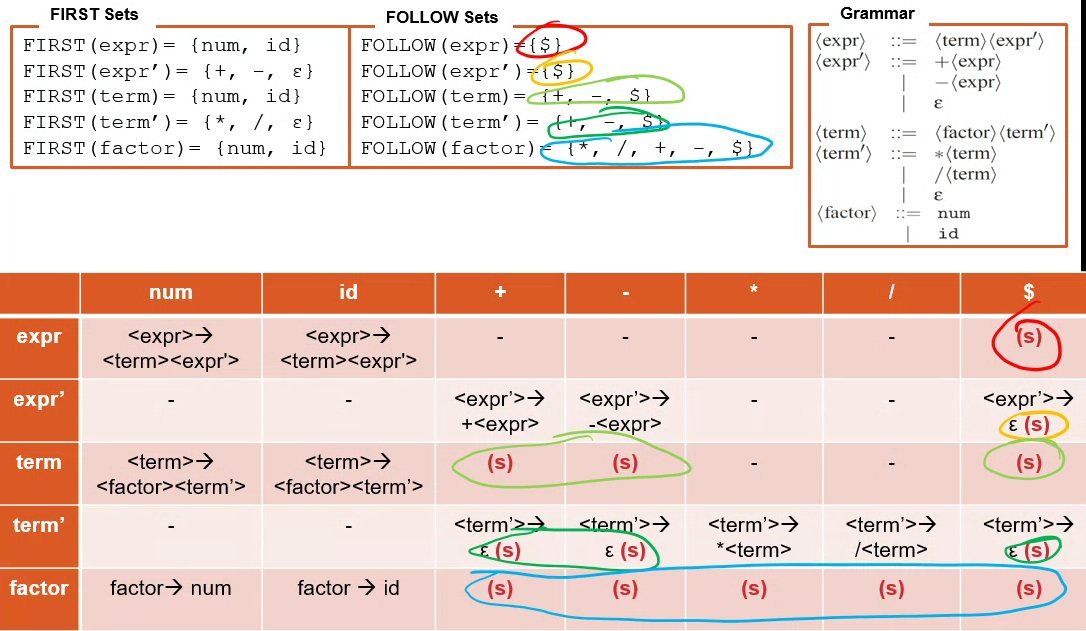 FIRST Sets
FIRST(expr)= {num, id}
FIRST(expr′)= {+, -, ε}
FIRST(term)= {num, id}
FIRST(term′)= {*, /, ε}
FIRST(factor)= {num, id}
FOLLOW Sets
FOLLOW(expr)={$}
FOLLOW(expr′)={$}
FOLLOW(term)= {+, -, $}
FOLLOW(term′)= {+, -, $}
FOLLOW(factor)= {*, /, +, -, $}
Grammar
⟨expr⟩ ::= ⟨term⟩⟨expr′⟩
⟨expr′⟩ ::= +⟨expr⟩
| −⟨expr⟩
| ε
⟨term⟩ ::= ⟨factor⟩⟨term′⟩
⟨term′⟩ ::= *⟨term⟩
| /⟨term⟩
| ε
⟨factor⟩ ::= num
| id
num id + - * / $
expr <expr>→ <expr>→ - - - - (s)
<term><expr'> <term><expr'>
expr’ - - <expr’>→ <expr’>→ - - <expr’>→
+<expr> -<expr> ε (s)
term <term>→ <term>→ (s) (s) - - (s)
<factor><term’> <factor><term’>
term’ - - <term’>→ <term’>→ <term’>→ <term’>→ <term’>→
ε (s) ε (s) *<term> /<term> ε (s)
factor factor→ num factor → id (s) (s) (s) (s) (s)